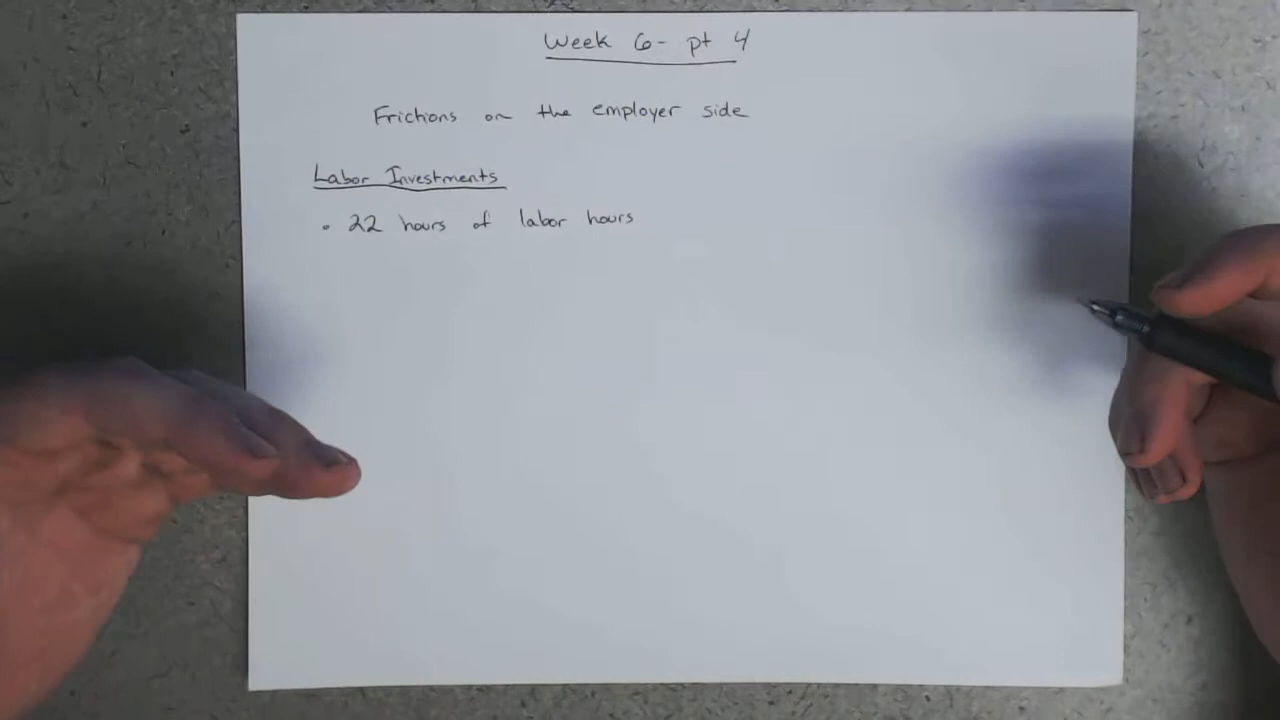 Week 6- pt 4
Frictions on the employer side
Labor Investments
• 22 hours of labor hours